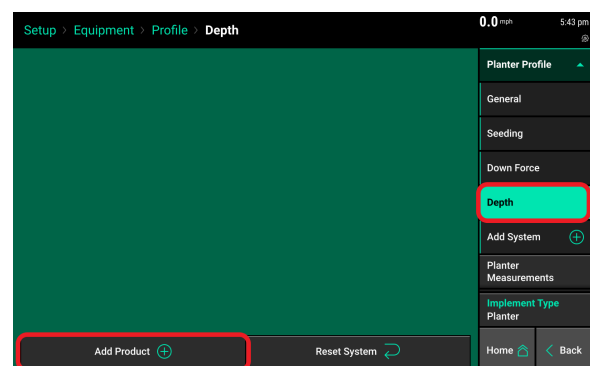 Setup > Equipment > Profile > Depth
0.0 mph
5:43 pm
Planter Profile
General
Seeding
Down Force
Depth
Add System
Planter
Measurements
Implement Type
Planter
Add Product
Reset System
Home
< Back